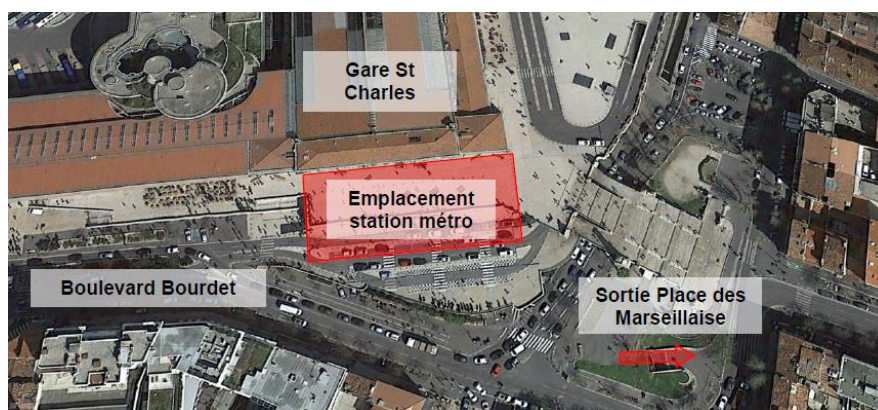 Gare St
Charles
Emplacement
station métro
Boulevard Bourdet
Sortie Place des
Marseillaise